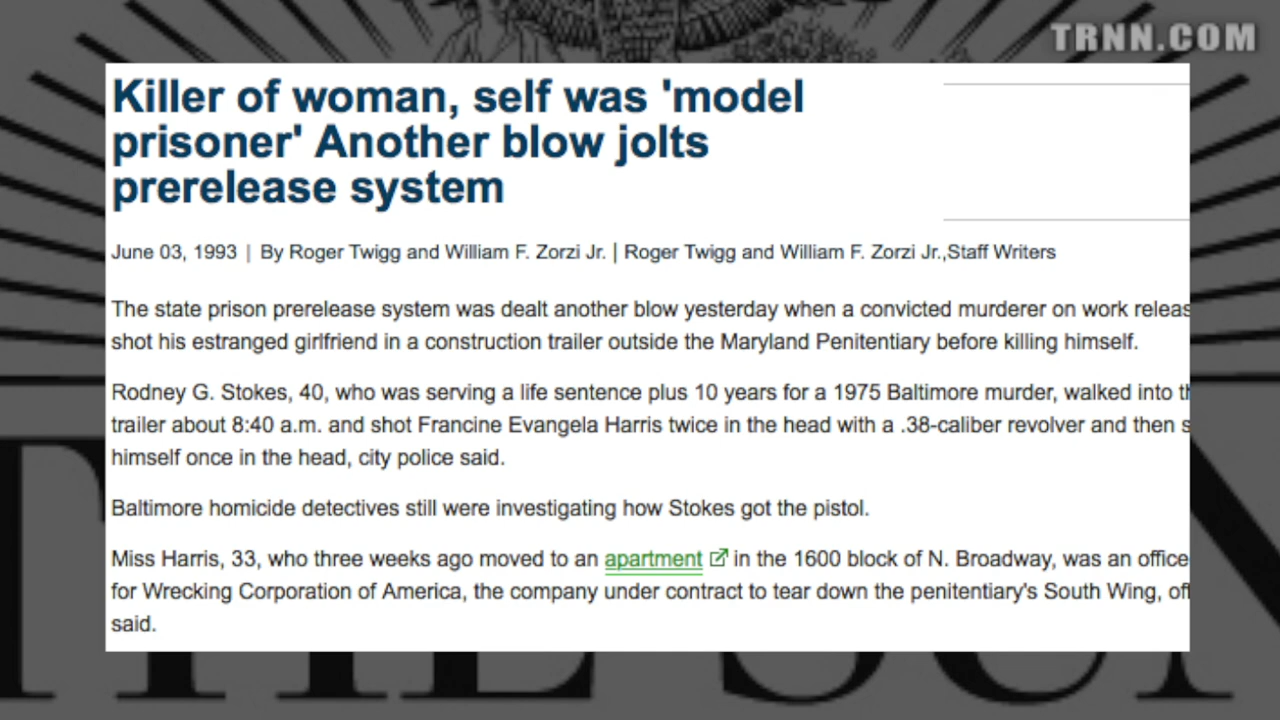 TRNN.COM
Killer of woman, self was 'model
prisoner' Another blow jolts
prerelease system
June 03, 1993 | By Roger Twigg and William F. Zorzi Jr. | Roger Twigg and William F. Zorzi Jr.,Staff Writers
The state prison prerelease system was dealt another blow yesterday when a convicted murderer on work releas
shot his estranged girlfriend in a construction trailer outside the Maryland Penitentiary before killing himself.
Rodney G. Stokes, 40, who was serving a life sentence plus 10 years for a 1975 Baltimore murder, walked into th
trailer about 8:40 a.m. and shot Francine Evangela Harris twice in the head with a .38-caliber revolver and then s
himself once in the head, city police said.
Baltimore homicide detectives still were investigating how Stokes got the pistol.
Miss Harris, 33, who three weeks ago moved to an apartment in the 1600 block of N. Broadway, was an office
for Wrecking Corporation of America, the company under contract to tear down the penitentiary's South Wing, off
said.